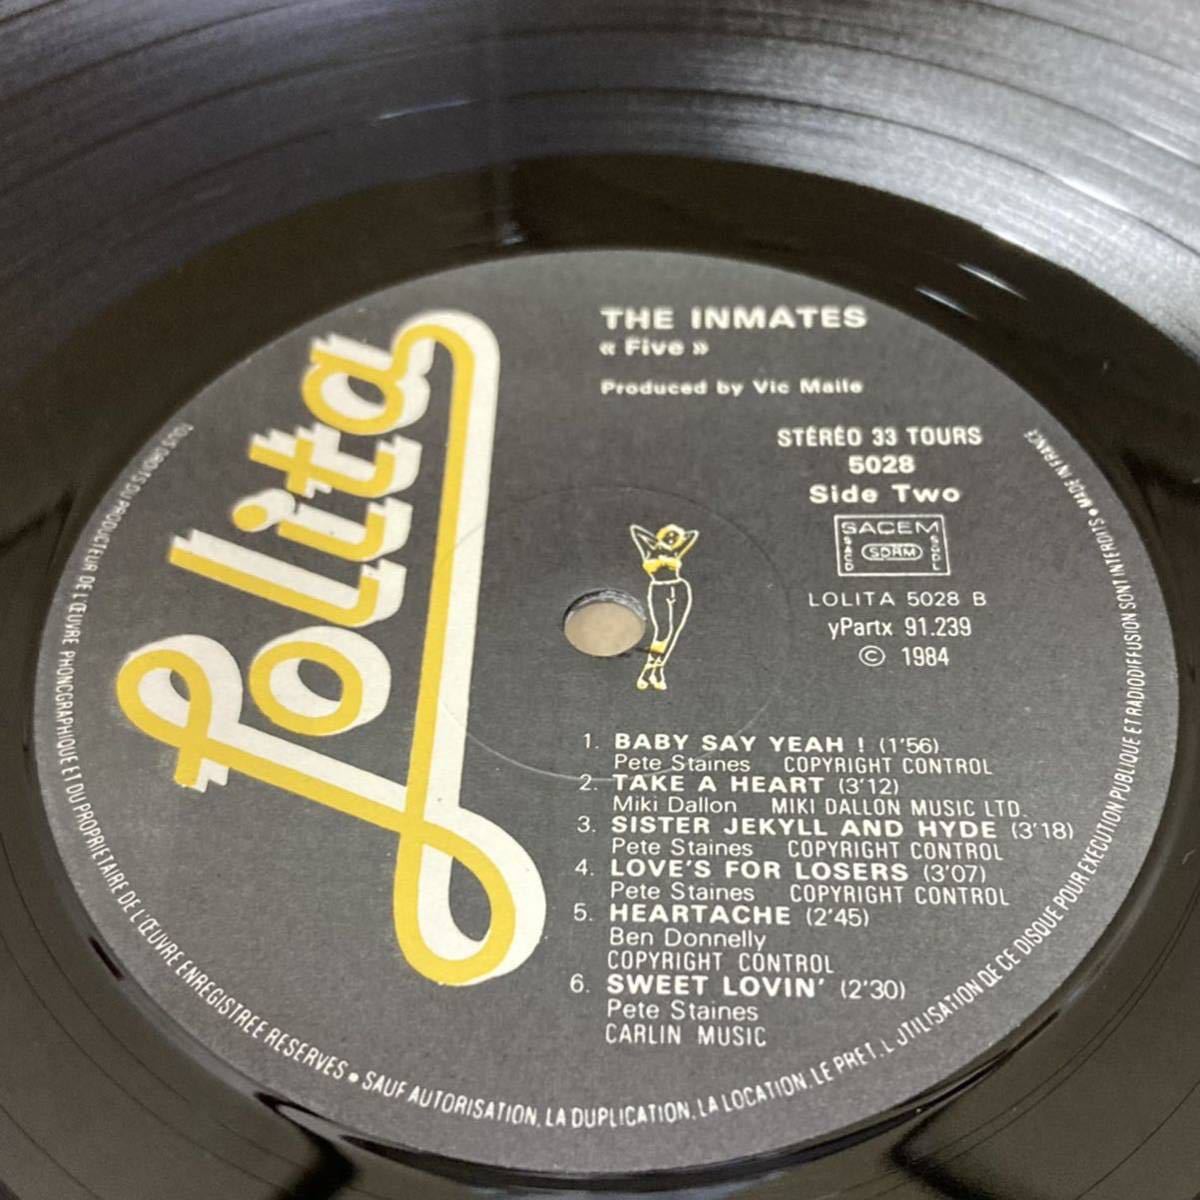 Lolita
THE INMATES
« Five »
Produced by Vic Maile
STÉRÉO 33 TOURS
5028
Side Two
SACEM
SACD
SDRM
SGDL
LOLITA 5028 B
yPartx 91.239
© 1984
1. BABY SAY YEAH ! (1'56)
Pete Staines COPYRIGHT CONTROL
2. TAKE A HEART (3'12)
Miki Dallon MIKI DALLON MUSIC LTD.
3. SISTER JEKYLL AND HYDE (3'18)
Pete Staines COPYRIGHT CONTROL
4. LOVE'S FOR LOSERS (3'07)
Pete Staines COPYRIGHT CONTROL
5. HEARTACHE (2'45)
Ben Donnelly
COPYRIGHT CONTROL
6. SWEET LOVIN' (2'30)
Pete Staines
CARLIN MUSIC
TOUS DROITS DU PRODUCTEUR DE L'ŒUVRE PHONOGRAPHIQUE ET DU PROPRIETAIRE DE L'ŒUVRE ENREGISTREE RESERVES • SAUF AUTORISATION, LA DUPLICATION, LA LOCATION, LE PRET, L'UTILISATION DE CE DISQUE POUR EXECUTION PUBLIQUE ET RADIODIFFUSION SONT INTERDITS • MADE IN FRANCE